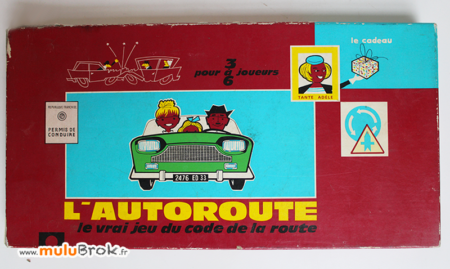 le cadeau
3
pour à joueurs
6
TANTE ADÈLE
PERMIS DE
CONDUIRE
2476 ED 33
L'AUTOROUTE
le vrai jeu du code de la route
www.muluBrok.fr